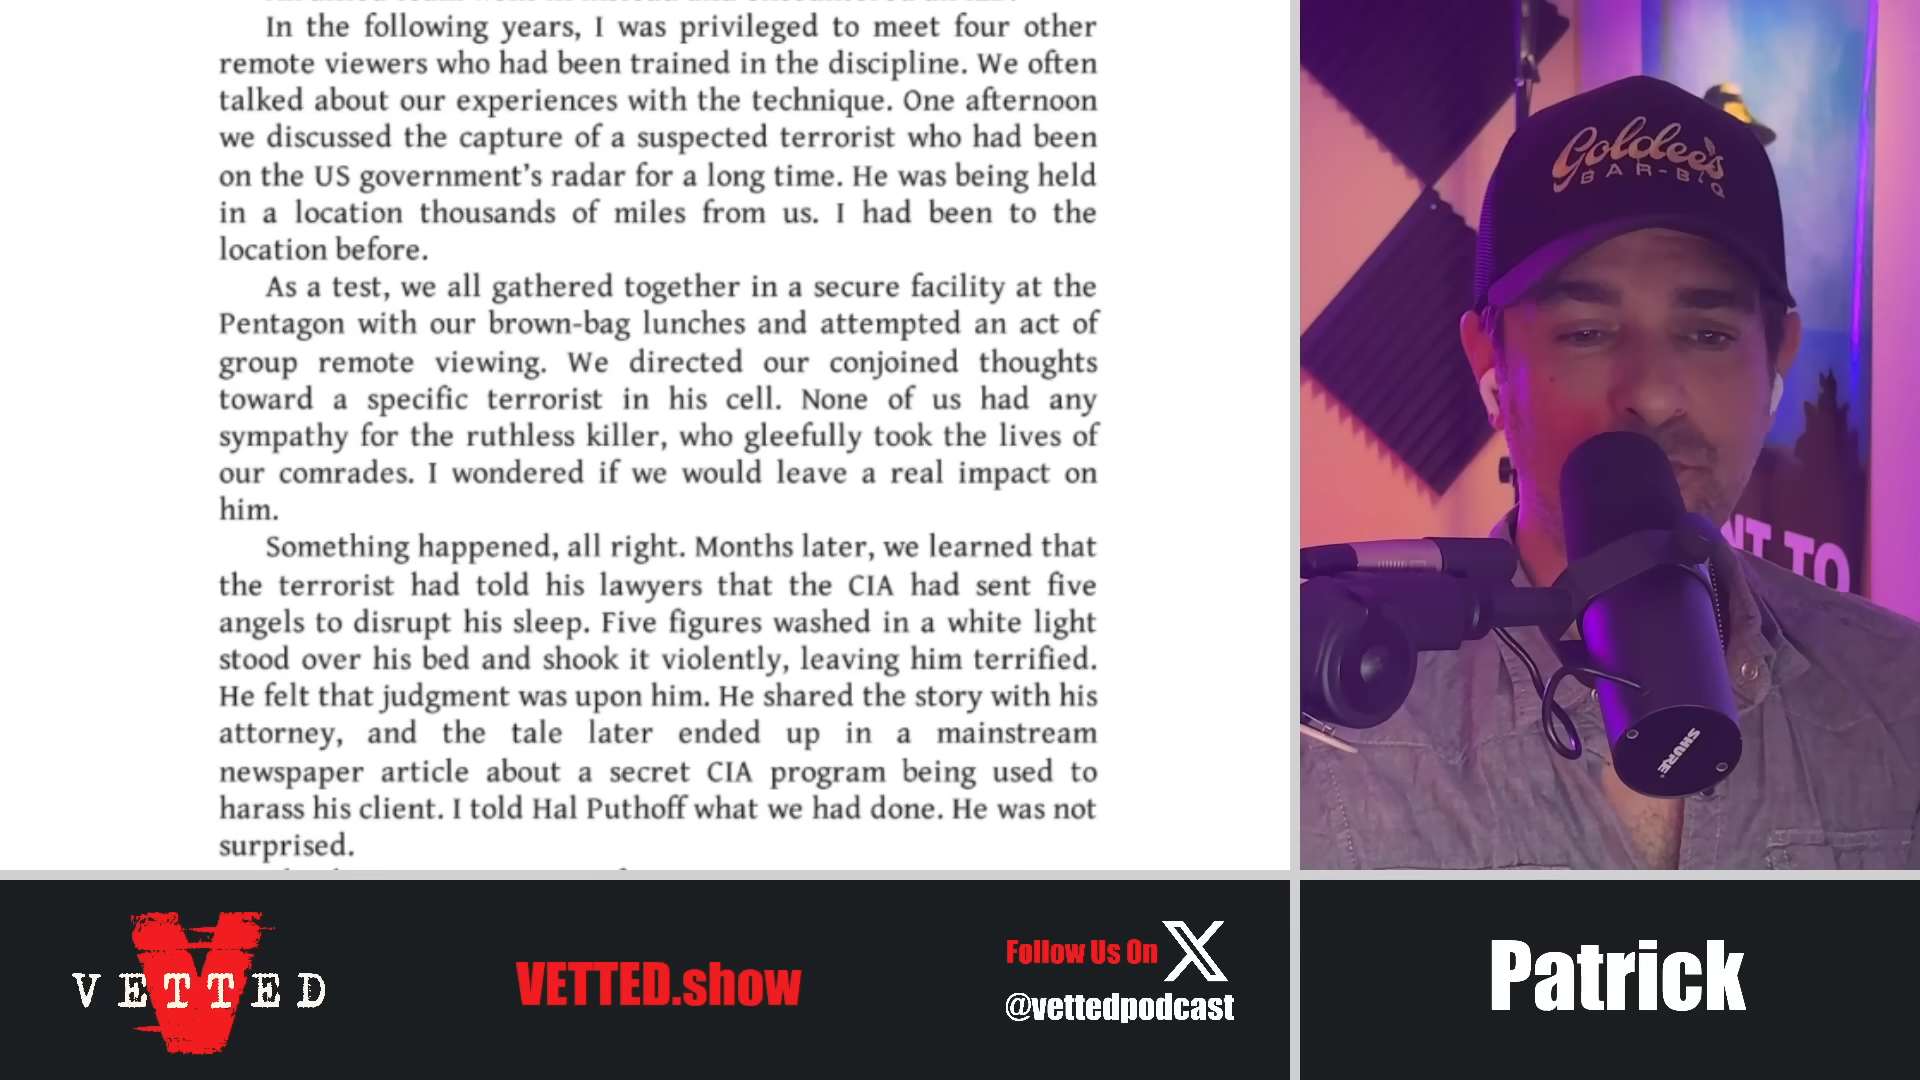 In the following years, I was privileged to meet four other
remote viewers who had been trained in the discipline. We often
talked about our experiences with the technique. One afternoon
we discussed the capture of a suspected terrorist who had been
on the US government’s radar for a long time. He was being held
in a location thousands of miles from us. I had been to the
location before.
As a test, we all gathered together in a secure facility at the
Pentagon with our brown-bag lunches and attempted an act of
group remote viewing. We directed our conjoined thoughts
toward a specific terrorist in his cell. None of us had any
sympathy for the ruthless killer, who gleefully took the lives of
our comrades. I wondered if we would leave a real impact on
him.
Something happened, all right. Months later, we learned that
the terrorist had told his lawyers that the CIA had sent five
angels to disrupt his sleep. Five figures washed in a white light
stood over his bed and shook it violently, leaving him terrified.
He felt that judgment was upon him. He shared the story with his
attorney, and the tale later ended up in a mainstream
newspaper article about a secret CIA program being used to
harass his client. I told Hal Puthoff what we had done. He was not
surprised.
Goldee's
BAR-B-Q
NT TO
SHURE
V
VETTED
VETTED.show
Follow Us On X
@vettedpodcast
Patrick